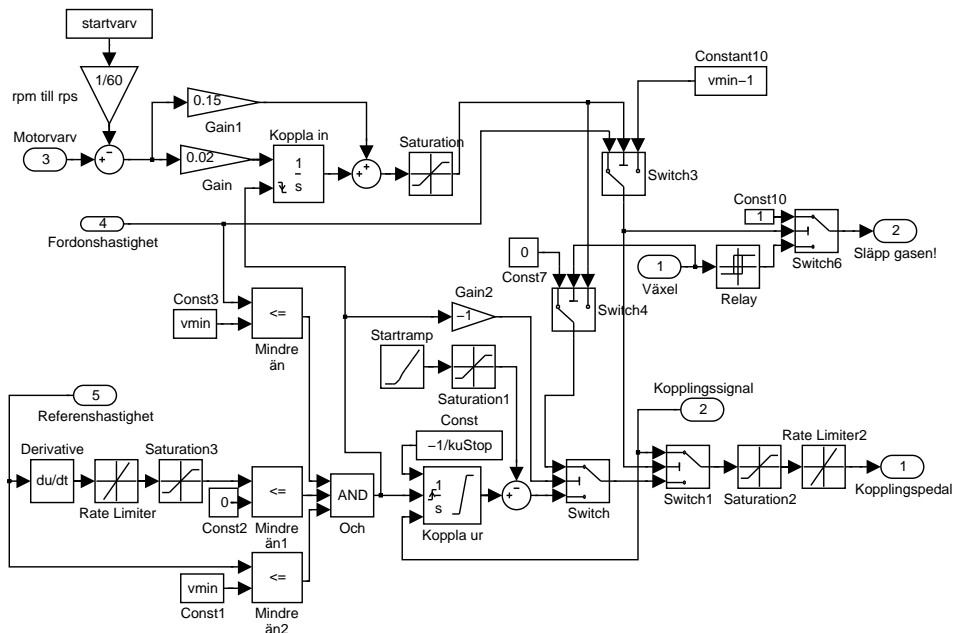 startvarv
1/60
rpm till rps
Motorvarv
3
+
−
0.15
Gain1
0.02
Gain
Koppla in
1
s
+
+
Saturation
Constant10
vmin−1
Switch3
4
Fordonshastighet
Const10
1
Switch6
2
Släpp gasen!
0
Const7
1
Växel
Relay
Switch4
Const3
vmin
<=
Mindre
än
Gain2
−1
Startramp
Saturation1
5
Referenshastighet
Const
−1/kuStop
Kopplingssignal
2
Derivative
du/dt
Rate Limiter
Saturation3
0
Const2
<=
Mindre
än1
AND
Och
1
s
Koppla ur
+
−
Switch
Switch1
Saturation2
Rate Limiter2
1
Kopplingspedal
vmin
Const1
<=
Mindre
än2